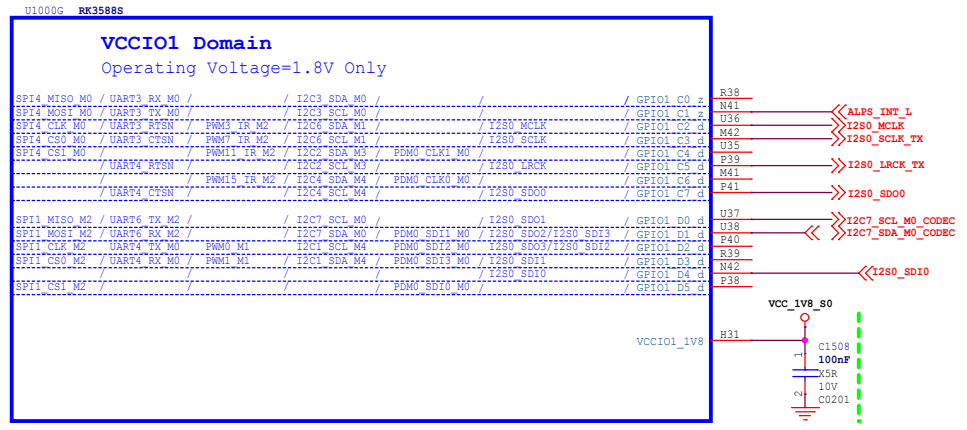 U1000G RK3588S
VCCIO1 Domain
Operating Voltage=1.8V Only
SPI4_MISO_M0 / UART3_RX_M0 / / I2C3_SDA_M0 / / / GPIO1_C0_z R38
SPI4_MOSI_M0 / UART3_TX_M0 / / I2C3_SCL_M0 / / / GPIO1_C1_z N41 ALPS_INT_L
SPI4_CLK_M0 / UART3_RTSN / PWM3_IR_M2 / I2C6_SDA_M1 / / I2S0_MCLK / GPIO1_C2_d U36 I2S0_MCLK
SPI4_CS0_M0 / UART3_CTSN / PWM7_IR_M2 / I2C6_SCL_M1 / / I2S0_SCLK / GPIO1_C3_d M42 I2S0_SCLK_TX
SPI4_CS1_M0 / / PWM11_IR_M2 / I2C2_SDA_M3 / PDM0_CLK1_M0 / / GPIO1_C4_d U35
/ UART4_RTSN / / I2C2_SCL_M3 / / I2S0_LRCK / GPIO1_C5_d P39 I2S0_LRCK_TX
/ / PWM15_IR_M2 / I2C4_SDA_M4 / PDM0_CLK0_M0 / / GPIO1_C6_d M41
/ UART4_CTSN / / I2C4_SCL_M4 / / I2S0_SDO0 / GPIO1_C7_d P41 I2S0_SDO0
SPI1_MISO_M2 / UART6_TX_M2 / / I2C7_SCL_M0 / / I2S0_SDO1 / GPIO1_D0_d U37 I2C7_SCL_M0_CODEC
SPI1_MOSI_M2 / UART6_RX_M2 / / I2C7_SDA_M0 / PDM0_SDI1_M0 / I2S0_SDO2/I2S0_SDI3 / GPIO1_D1_d U38 I2C7_SDA_M0_CODEC
SPI1_CLK_M2 / UART4_TX_M0 / PWM0_M1 / I2C1_SCL_M4 / PDM0_SDI2_M0 / I2S0_SDO3/I2S0_SDI2 / GPIO1_D2_d P40
SPI1_CS0_M2 / UART4_RX_M0 / PWM1_M1 / I2C1_SDA_M4 / PDM0_SDI3_M0 / I2S0_SDI1 / GPIO1_D3_d R39
/ / / / / I2S0_SDI0 / GPIO1_D4_d N42 I2S0_SDI0
SPI1_CS1_M2 / / / / PDM0_SDI0_M0 / / GPIO1_D5_d P38
VCC_1V8_S0
VCCIO1_1V8 H31
1
C1508
100nF
X5R
10V
2
C0201